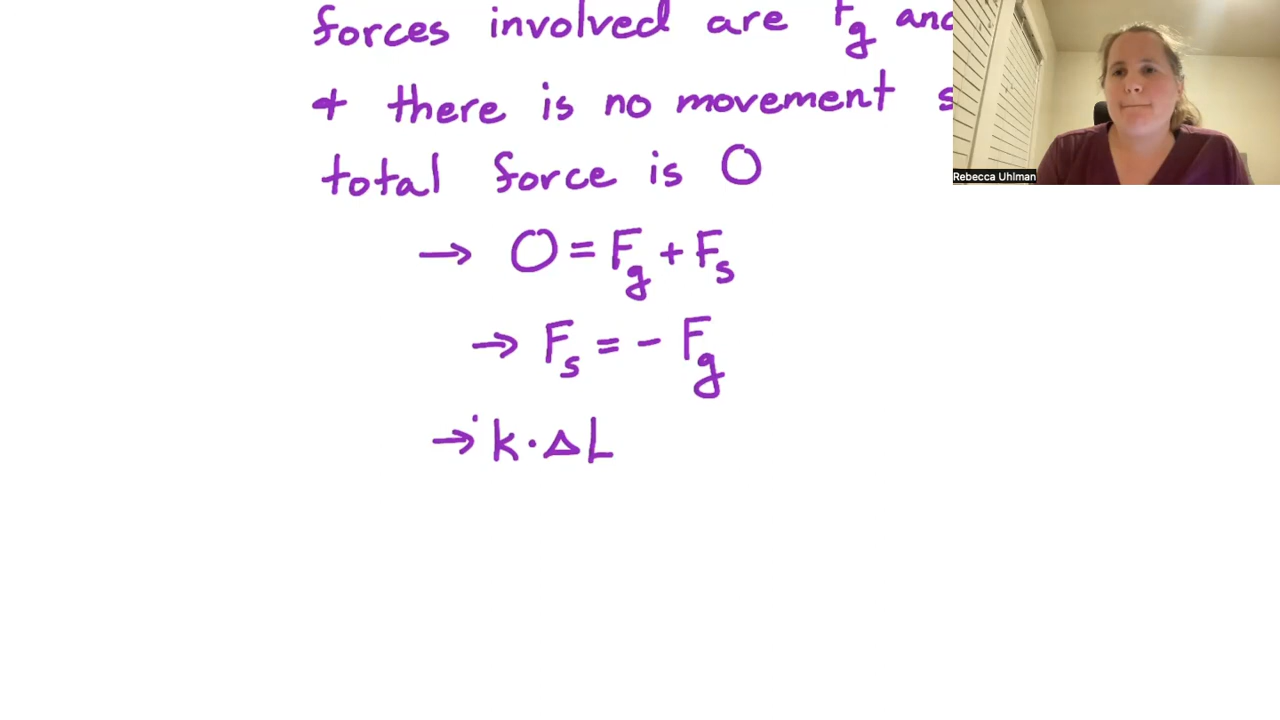 forces involved are Fg and
+ there is no movement s
total force is 0
→ 0 = Fg + Fs
→ Fs = - Fg
→ k · ΔL
Rebecca Uhlman